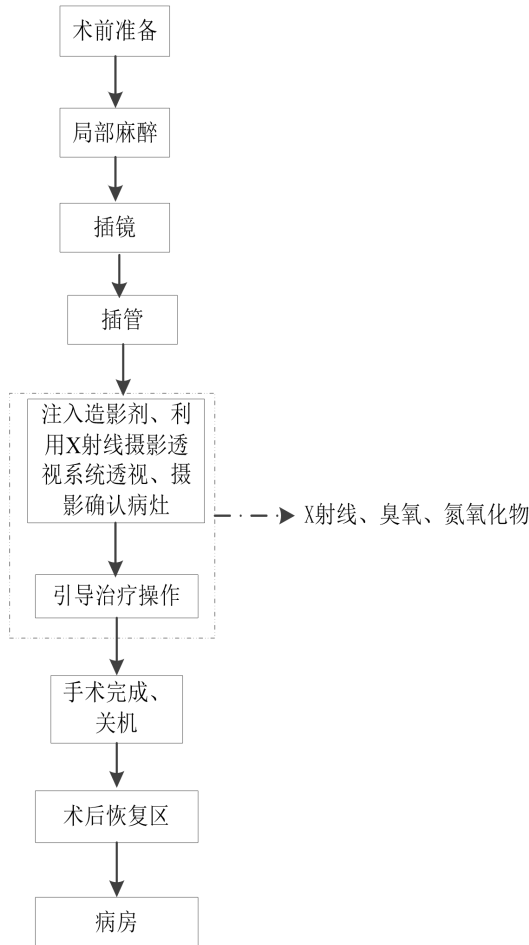 术前准备
局部麻醉
插镜
插管
注入造影剂、利
用X射线摄影透
视系统透视、摄
影确认病灶
X射线、臭氧、氮氧化物
引导治疗操作
手术完成、
关机
术后恢复区
病房